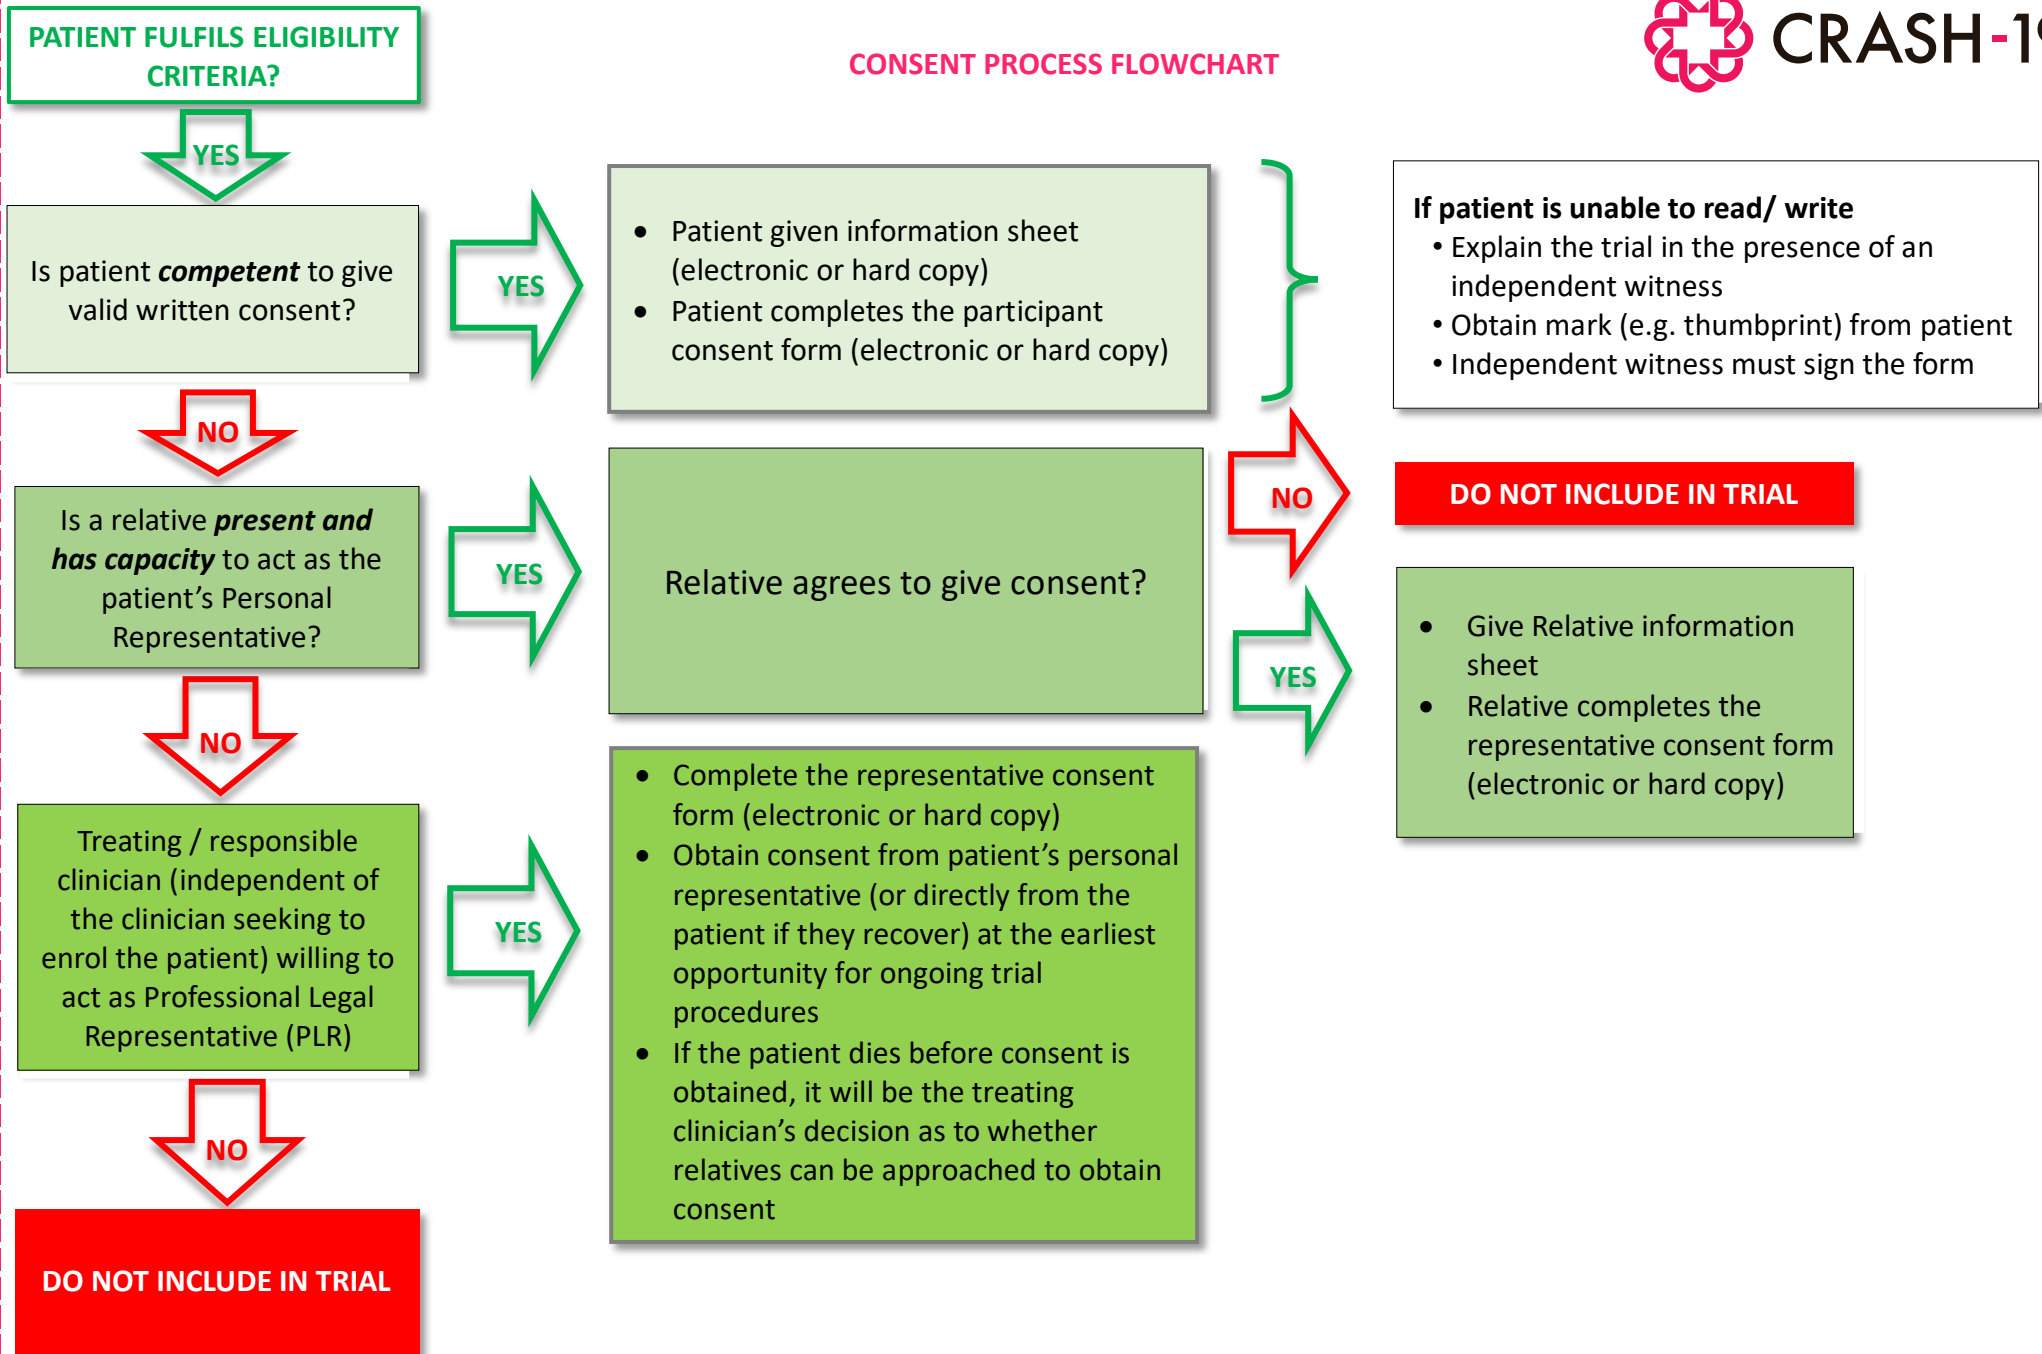 PATIENT FULFILS ELIGIBILITY
CRITERIA?
CONSENT PROCESS FLOWCHART
CRASH-19
YES
Is patient competent to give
valid written consent?
YES
• Patient given information sheet
(electronic or hard copy)
• Patient completes the participant
consent form (electronic or hard copy)
If patient is unable to read/ write
• Explain the trial in the presence of an
independent witness
• Obtain mark (e.g. thumbprint) from patient
• Independent witness must sign the form
NO
Is a relative present and
has capacity to act as the
patient’s Personal
Representative?
YES
Relative agrees to give consent?
NO
DO NOT INCLUDE IN TRIAL
YES
• Give Relative information
sheet
• Relative completes the
representative consent form
(electronic or hard copy)
NO
Treating / responsible
clinician (independent of
the clinician seeking to
enrol the patient) willing to
act as Professional Legal
Representative (PLR)
YES
• Complete the representative consent
form (electronic or hard copy)
• Obtain consent from patient’s personal
representative (or directly from the
patient if they recover) at the earliest
opportunity for ongoing trial
procedures
• If the patient dies before consent is
obtained, it will be the treating
clinician’s decision as to whether
relatives can be approached to obtain
consent
NO
DO NOT INCLUDE IN TRIAL